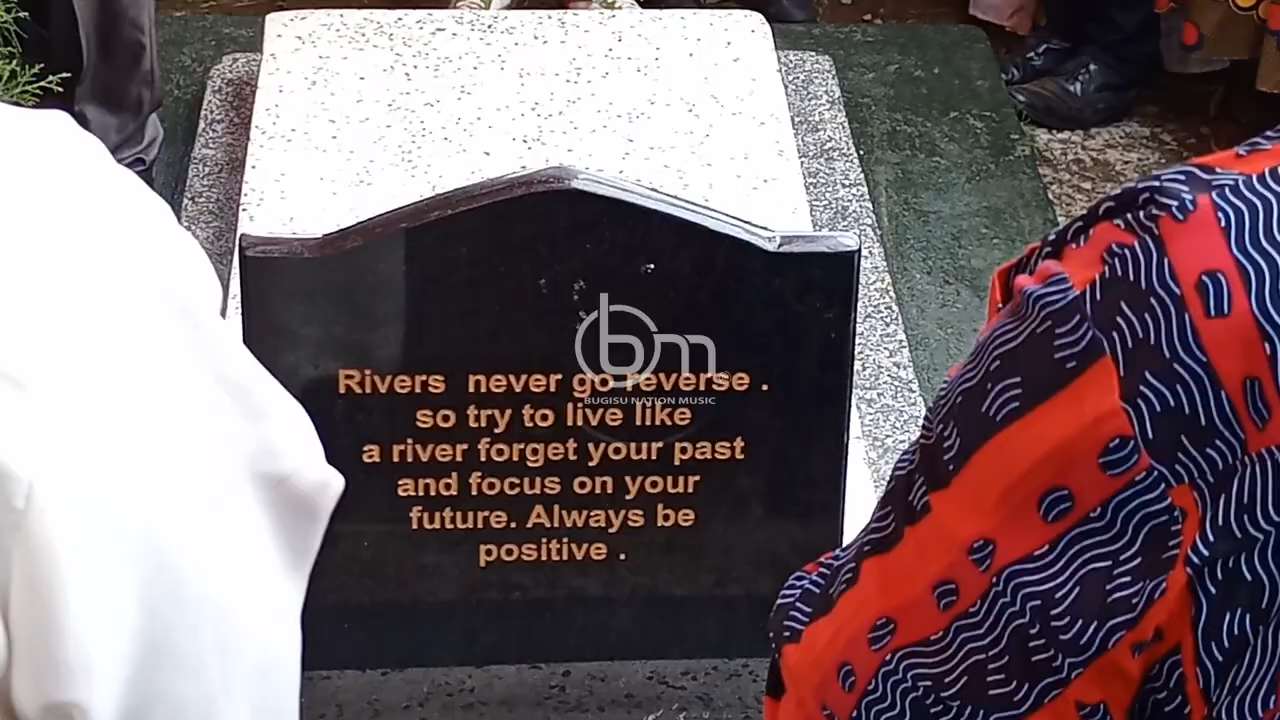 bm
BUGISU NATION MUSIC
Rivers never go reverse .
so try to live like
a river forget your past
and focus on your
future. Always be
positive .